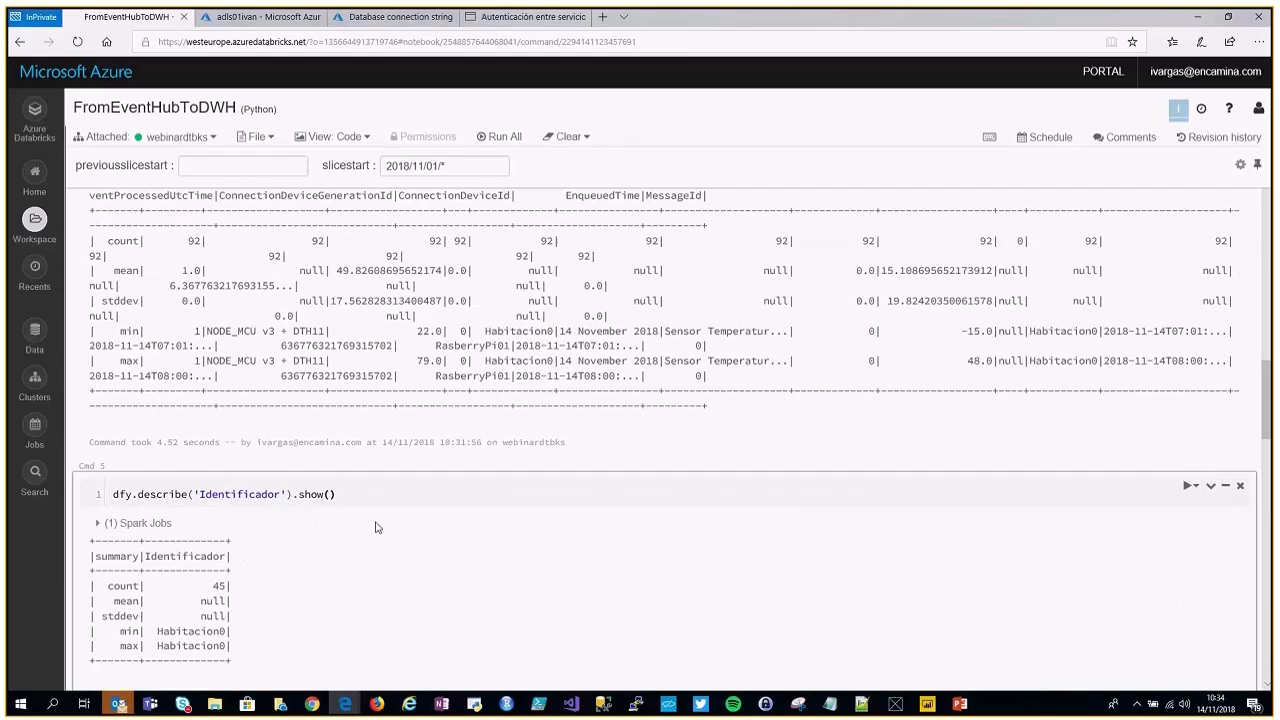 InPrivate
FromEventHubToDWH
adls01ivan - Microsoft Azur
Database connection string
Autenticación entre servicic
https://westeurope.azuredatabricks.net/?o=1356644913719746#notebook/2548857644068041/command/2294141123457691
Microsoft Azure
PORTAL
ivargas@encamina.com
Azure
Databricks
FromEventHubToDWH (Python)
Attached: webinardtbks
File
View: Code
Permissions
Run All
Clear
Schedule
Comments
Revision history
previousslicestart :
slicestart : 2018/11/01/*
Home
Workspace
Recents
Data
Clusters
Jobs
Search
ventProcessedUtcTime|ConnectionDeviceGenerationId|ConnectionDeviceId| EnqueuedTime|MessageId|
| count| 92| 92| 92| 92| 92| 92| 92| 92| 92| 0| 92| 92|
92| 92| 92| 92|
| mean| 1.0| null| 49.82608695652174|0.0| null| null| null| 0.0|15.108695652173912|null| null| null|
null| 6.367763217693155...| null| null| 0.0|
| stddev| 0.0| null|17.562828313400487|0.0| null| null| null| 0.0| 19.82420350061578|null| null| null|
null| 0.0| null| null| 0.0|
| min| 1|NODE_MCU v3 + DTH11| 22.0| 0| Habitacion0|14 November 2018|Sensor Temperatur...| 0| -15.0|null|Habitacion0|2018-11-14T07:01:...|
2018-11-14T07:01:...| 636776321769315702| RasberryPi01|2018-11-14T07:01:...| 0|
| max| 1|NODE_MCU v3 + DTH11| 79.0| 0| Habitacion0|14 November 2018|Sensor Temperatur...| 0| 48.0|null|Habitacion0|2018-11-14T08:00:...|
2018-11-14T08:00:...| 636776321769315702| RasberryPi01|2018-11-14T08:00:...| 0|
Command took 4.52 seconds -- by ivargas@encamina.com at 14/11/2018 10:31:56 on webinardtbks
Cmd 5
1 dfy.describe('Identificador').show()
(1) Spark Jobs
+-------+-------------+
|summary|Identificador|
+-------+-------------+
| count| 45|
| mean| null|
| stddev| null|
| min| Habitacion0|
| max| Habitacion0|
+-------+-------------+
10:34
14/11/2018